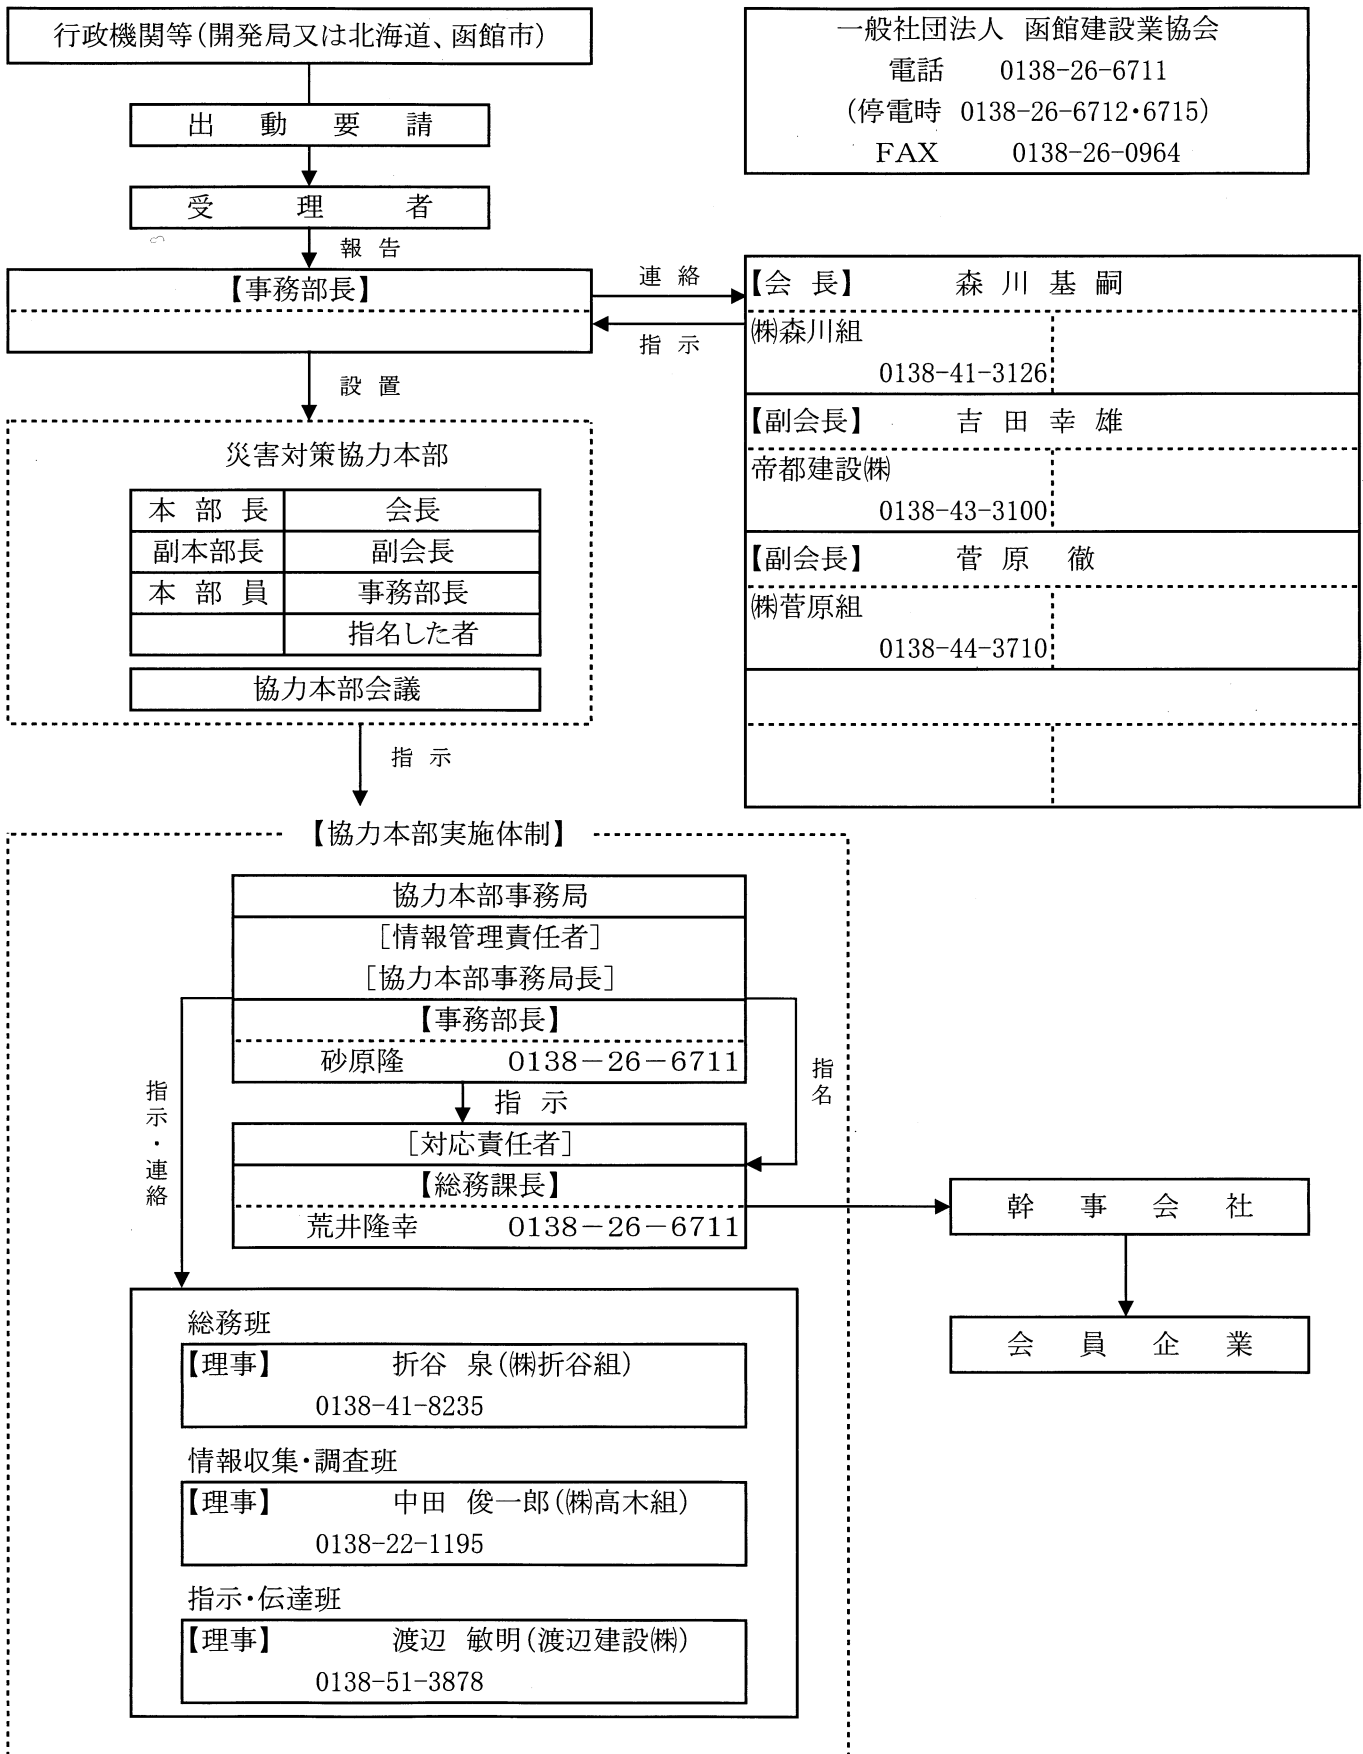 行政機関等(開発局又は北海道、函館市)
一般社団法人 函館建設業協会
電話 0138-26-6711
(停電時 0138-26-6712・6715)
FAX 0138-26-0964
出動要請
受理者
報告
【事務部長】
連絡
指示
【会長】 森川基嗣
㈱森川組
0138-41-3126
【副会長】 吉田幸雄
帝都建設㈱
0138-43-3100
【副会長】 菅原 徹
㈱菅原組
0138-44-3710
設置
災害対策協力本部
本部長 会長
副本部長 副会長
本部員 事務部長
指名した者
協力本部会議
指示
【協力本部実施体制】
協力本部事務局
[情報管理責任者]
[協力本部事務局長]
【事務部長】
砂原隆 0138-26-6711
指示・連絡
指名
指示
[対応責任者]
【総務課長】
荒井隆幸 0138-26-6711
幹事会社
会員企業
総務班
【理事】 折谷 泉(㈱折谷組)
0138-41-8235
情報収集・調査班
【理事】 中田 俊一郎(㈱高木組)
0138-22-1195
指示・伝達班
【理事】 渡辺 敏明(渡辺建設㈱)
0138-51-3878